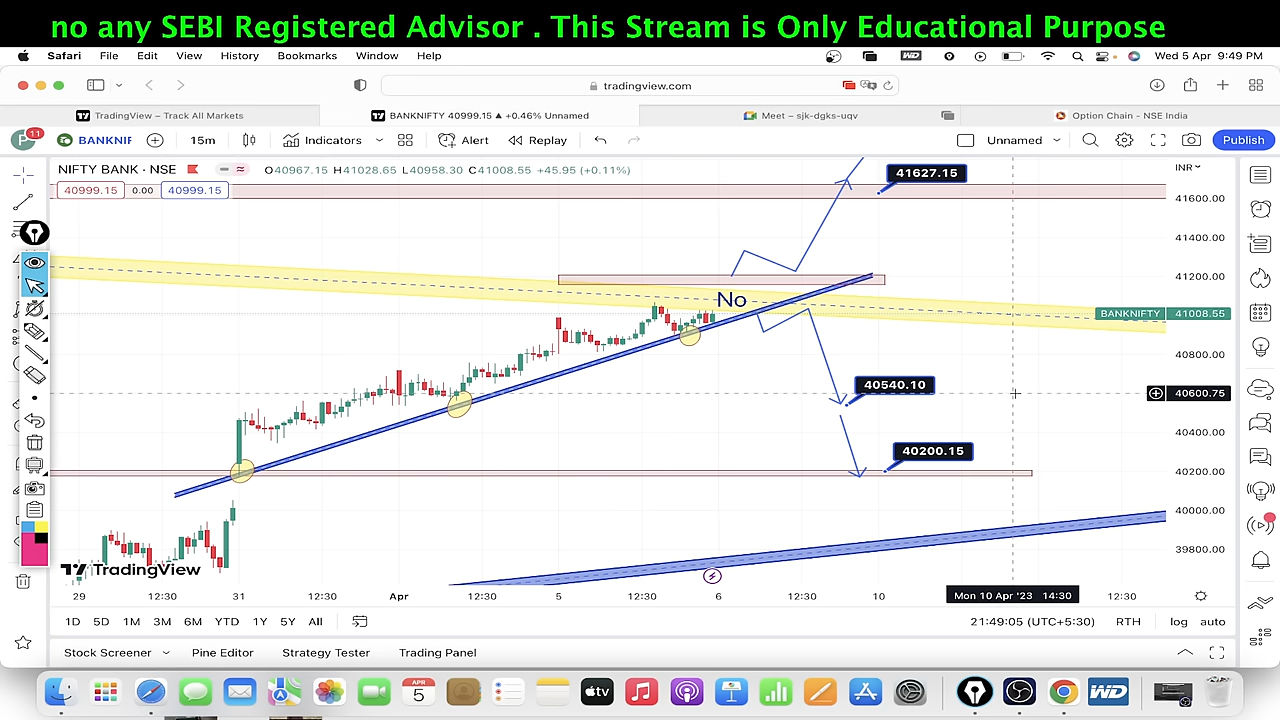 no any SEBI Registered Advisor . This Stream is Only Educational Purpose
Safari File Edit View History Bookmarks Window Help WD Wed 5 Apr 9:49 PM
tradingview.com
TradingView – Track All Markets
BANKNIFTY 40999.15 ▲ +0.46% Unnamed
Meet – sjk-dgks-uqv
Option Chain - NSE India
P 11 BANKNIF 15m Indicators Alert Replay Unnamed Publish
NIFTY BANK · NSE O40967.15 H41028.65 L40958.30 C41008.55 +45.95 (+0.11%)
INR
40999.15 0.00 40999.15
41627.15
41600.00
41400.00
41200.00
No
BANKNIFTY 41008.55
40800.00
40540.10
40600.75
40400.00
40200.15
40200.00
40000.00
39800.00
TradingView
29 12:30 31 12:30 Apr 12:30 5 12:30 6 12:30 10 Mon 10 Apr '23 14:30 12:30
1D 5D 1M 3M 6M YTD 1Y 5Y All 21:49:05 (UTC+5:30) RTH log auto
Stock Screener Pine Editor Strategy Tester Trading Panel
APR
5
tv
WD